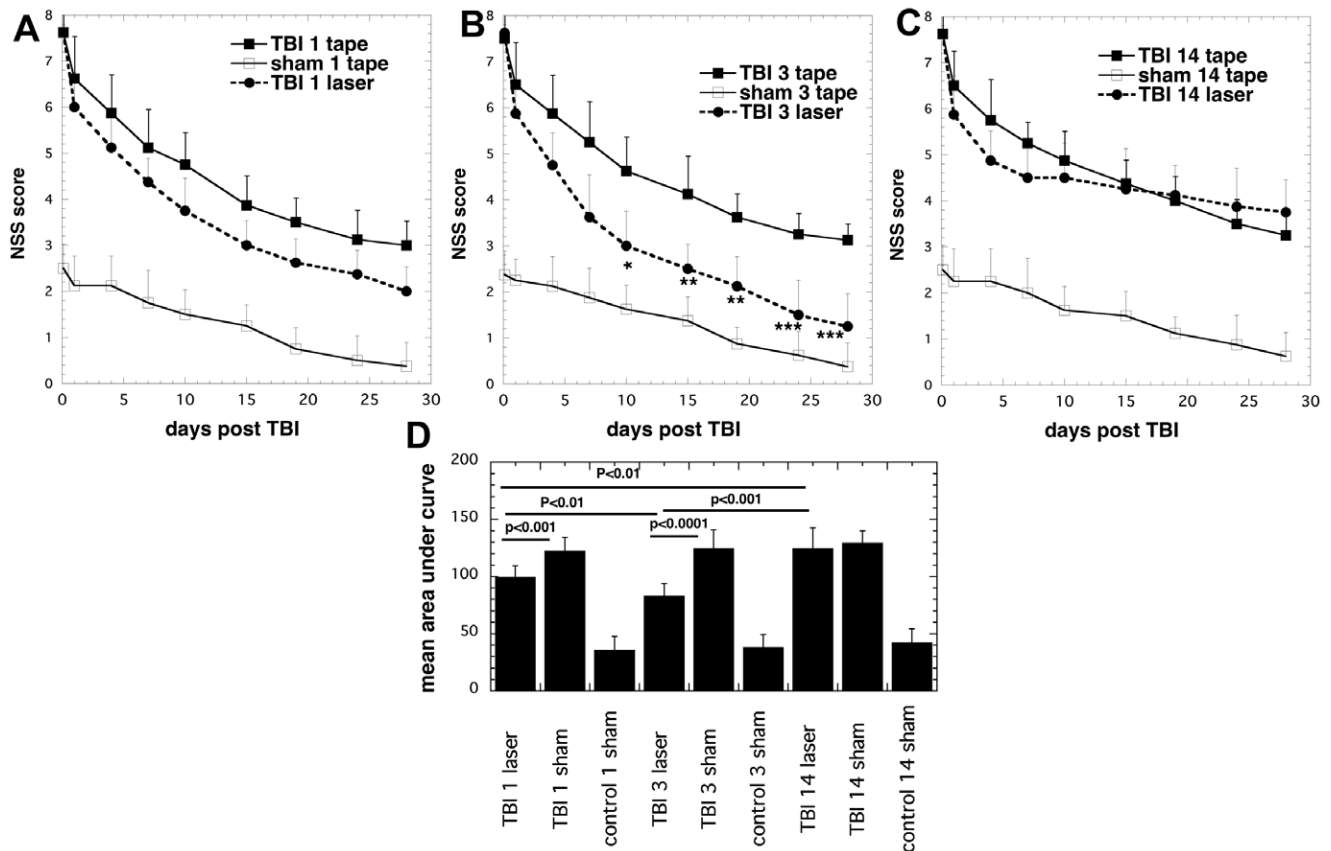 A
8
7
6
5
4
3
2
1
0
NSS score
TBI 1 tape
sham 1 tape
TBI 1 laser
0 5 10 15 20 25 30
days post TBI
B
8
7
6
5
4
3
2
1
0
NSS score
TBI 3 tape
sham 3 tape
TBI 3 laser
*
**
**
***
***
0 5 10 15 20 25 30
days post TBI
C
8
7
6
5
4
3
2
1
0
NSS score
TBI 14 tape
sham 14 tape
TBI 14 laser
0 5 10 15 20 25 30
days post TBI
D
200
150
100
50
0
mean area under curve
P<0.01
P<0.01
p<0.001
p<0.001
p<0.0001
TBI 1 laser
TBI 1 sham
control 1 sham
TBI 3 laser
TBI 3 sham
control 3 sham
TBI 14 laser
TBI 14 sham
control 14 sham